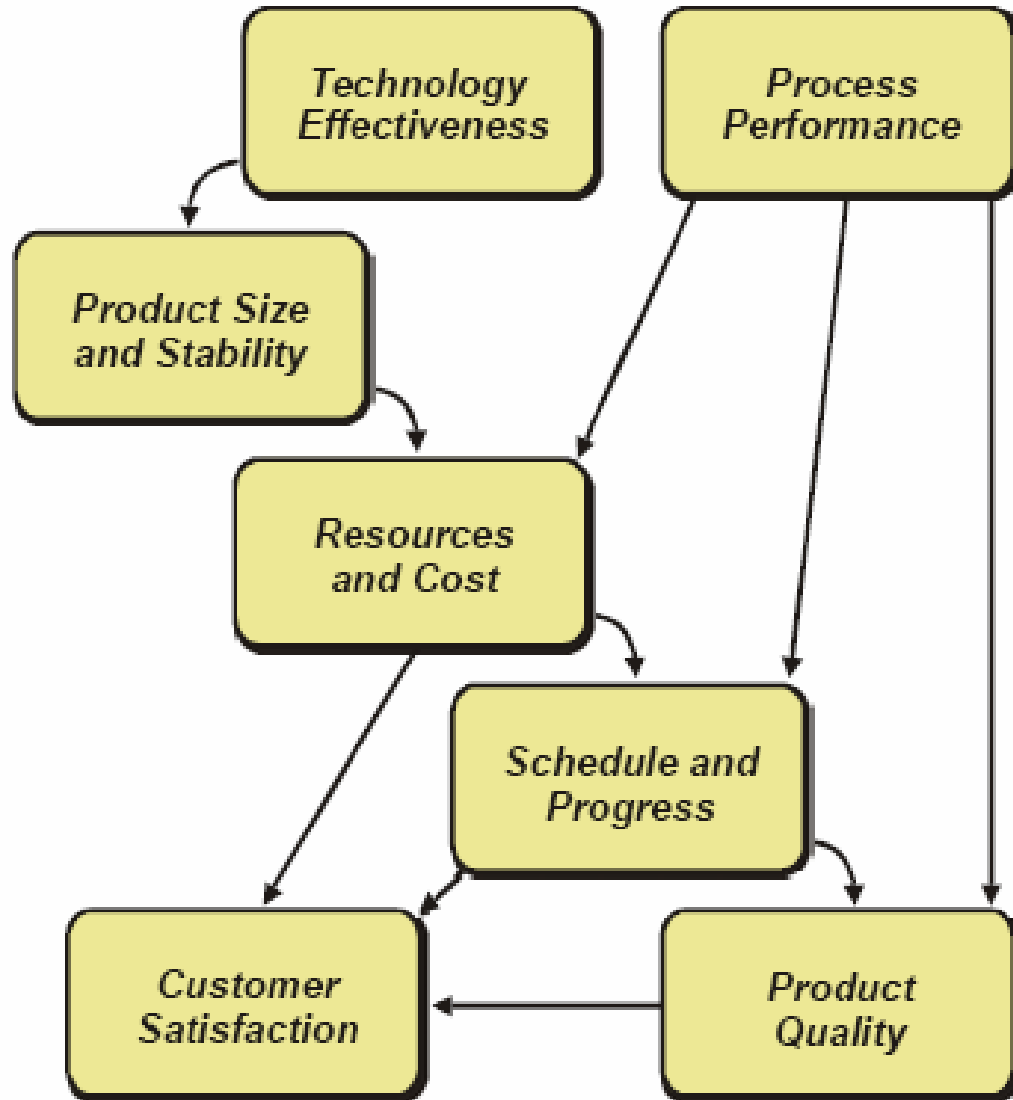 Technology
Effectiveness
Process
Performance
Product Size
and Stability
Resources
and Cost
Schedule and
Progress
Customer
Satisfaction
Product
Quality